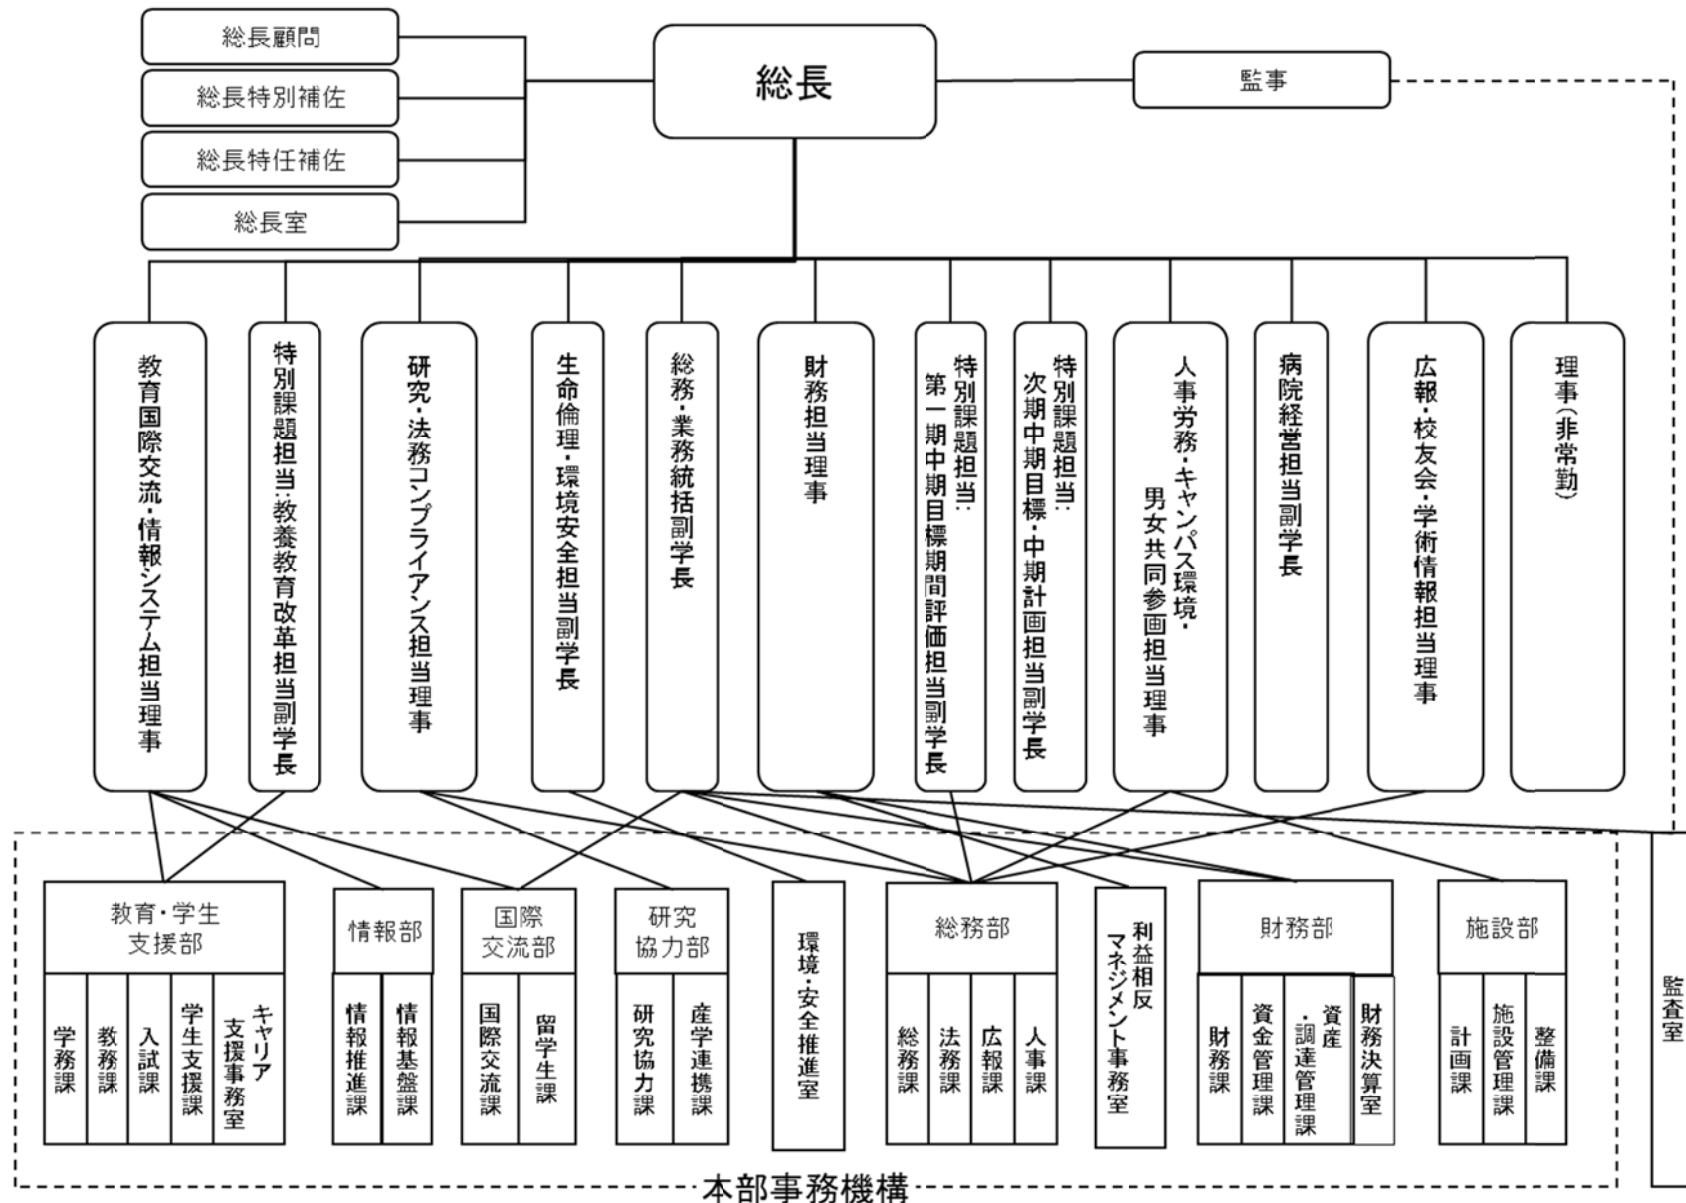 総長顧問
総長特別補佐
総長特任補佐
総長室
総長
監事
教育国際交流・情報システム担当理事
特別課題担当：教養教育改革担当副学長
研究・法務コンプライアンス担当理事
生命倫理・環境安全担当副学長
総務・業務統括副学長
財務担当理事
特別課題担当：
第一期中期目標期間評価担当副学長
特別課題担当：
次期中期目標・中期計画担当副学長
人事労務・キャンパス環境・
男女共同参画担当理事
病院経営担当副学長
広報・校友会・学術情報担当理事
理事（非常勤）
教育・学生
支援部
学務課
教務課
入試課
学生支援課
キャリア
支援事務室
情報部
情報推進課
情報基盤課
国際
交流部
国際交流課
留学生課
研究
協力部
研究協力課
産学連携課
環境・安全推進室
総務部
総務課
法務課
広報課
人事課
利益相反
マネジメント事務室
財務部
財務課
資金管理課
資産
・調達管理課
財務決算室
施設部
計画課
施設管理課
整備課
監査室
本部事務機構